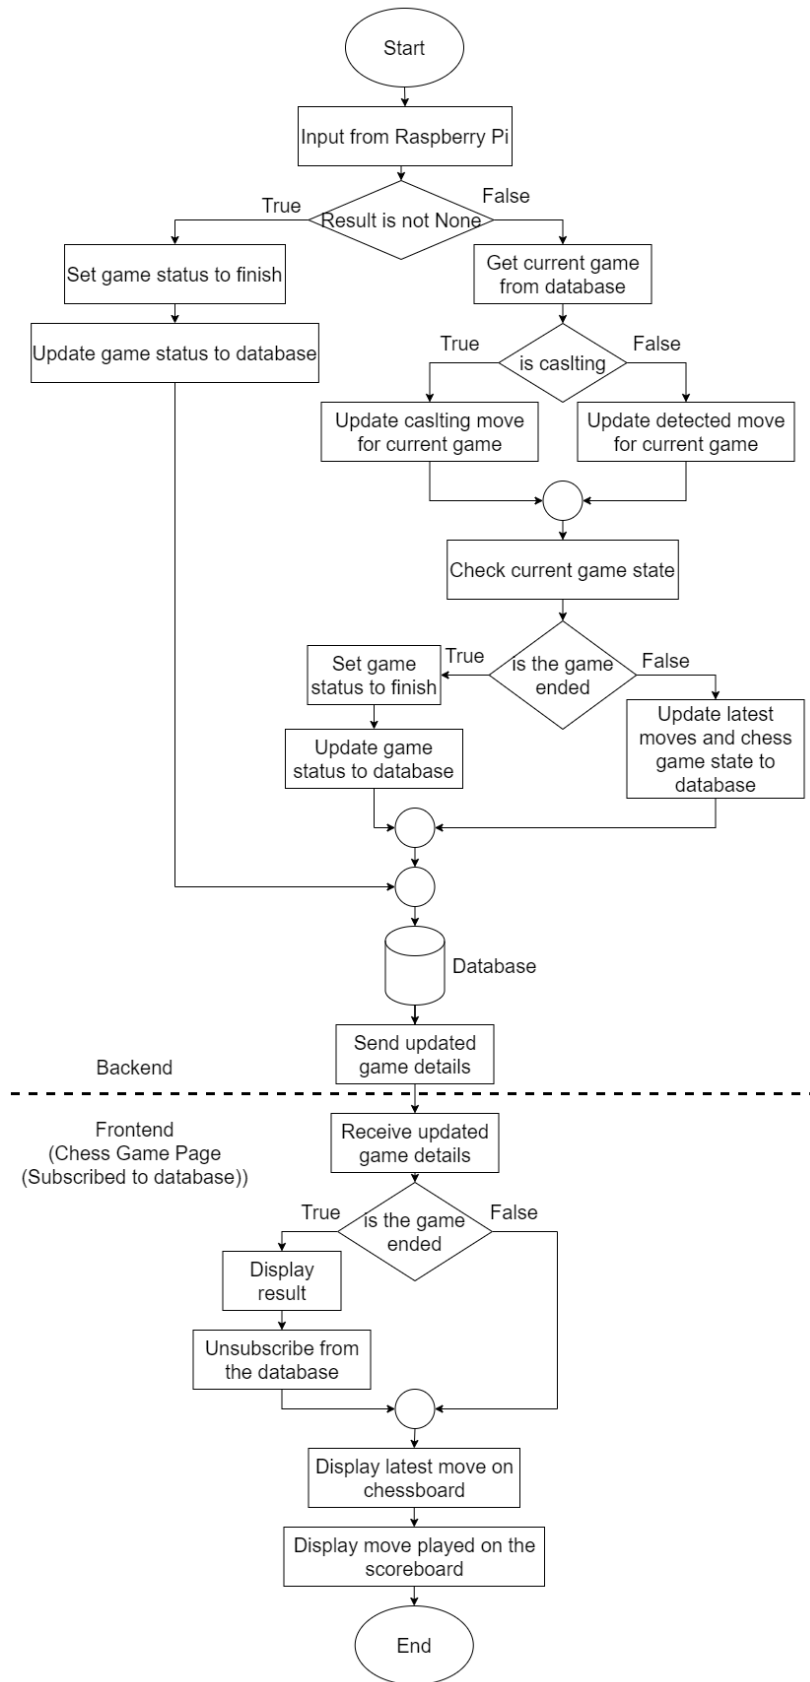 Start
Input from Raspberry Pi
True
False
Result is not None
Set game status to finish
Get current game
from database
Update game status to database
True
False
is caslting
Update caslting move
for current game
Update detected move
for current game
Check current game state
True
False
is the game
ended
Set game
status to finish
Update latest
moves and chess
game state to
database
Update game
status to database
Database
Send updated
game details
Backend
Frontend
(Chess Game Page
(Subscribed to database))
Receive updated
game details
True
False
is the game
ended
Display
result
Unsubscribe from
the database
Display latest move on
chessboard
Display move played on the
scoreboard
End